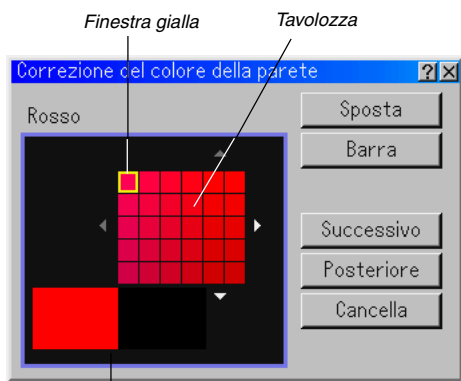 Finestra gialla
Tavolozza
Correzione del colore della parete
Rosso
Sposta
Barra
Successivo
Posteriore
Cancella